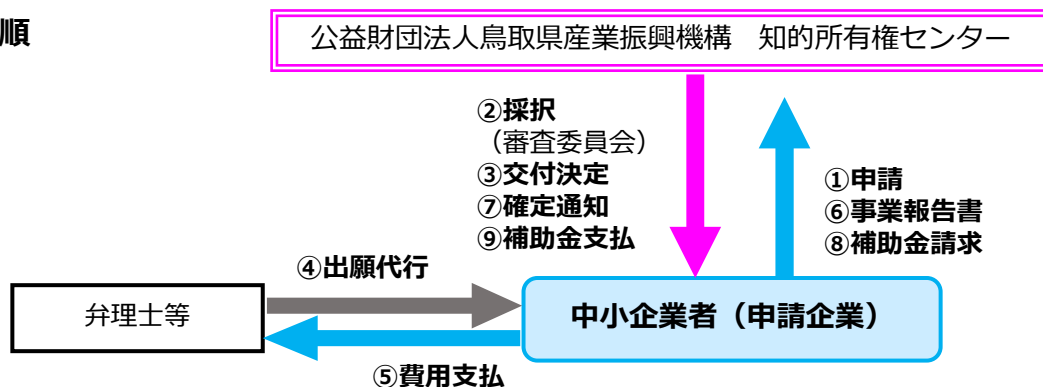 順
公益財団法人鳥取県産業振興機構　知的所有権センター
②採択
（審査委員会）
③交付決定
⑦確定通知
⑨補助金支払
①申請
⑥事業報告書
⑧補助金請求
④出願代行
弁理士等
中小企業者（申請企業）
⑤費用支払